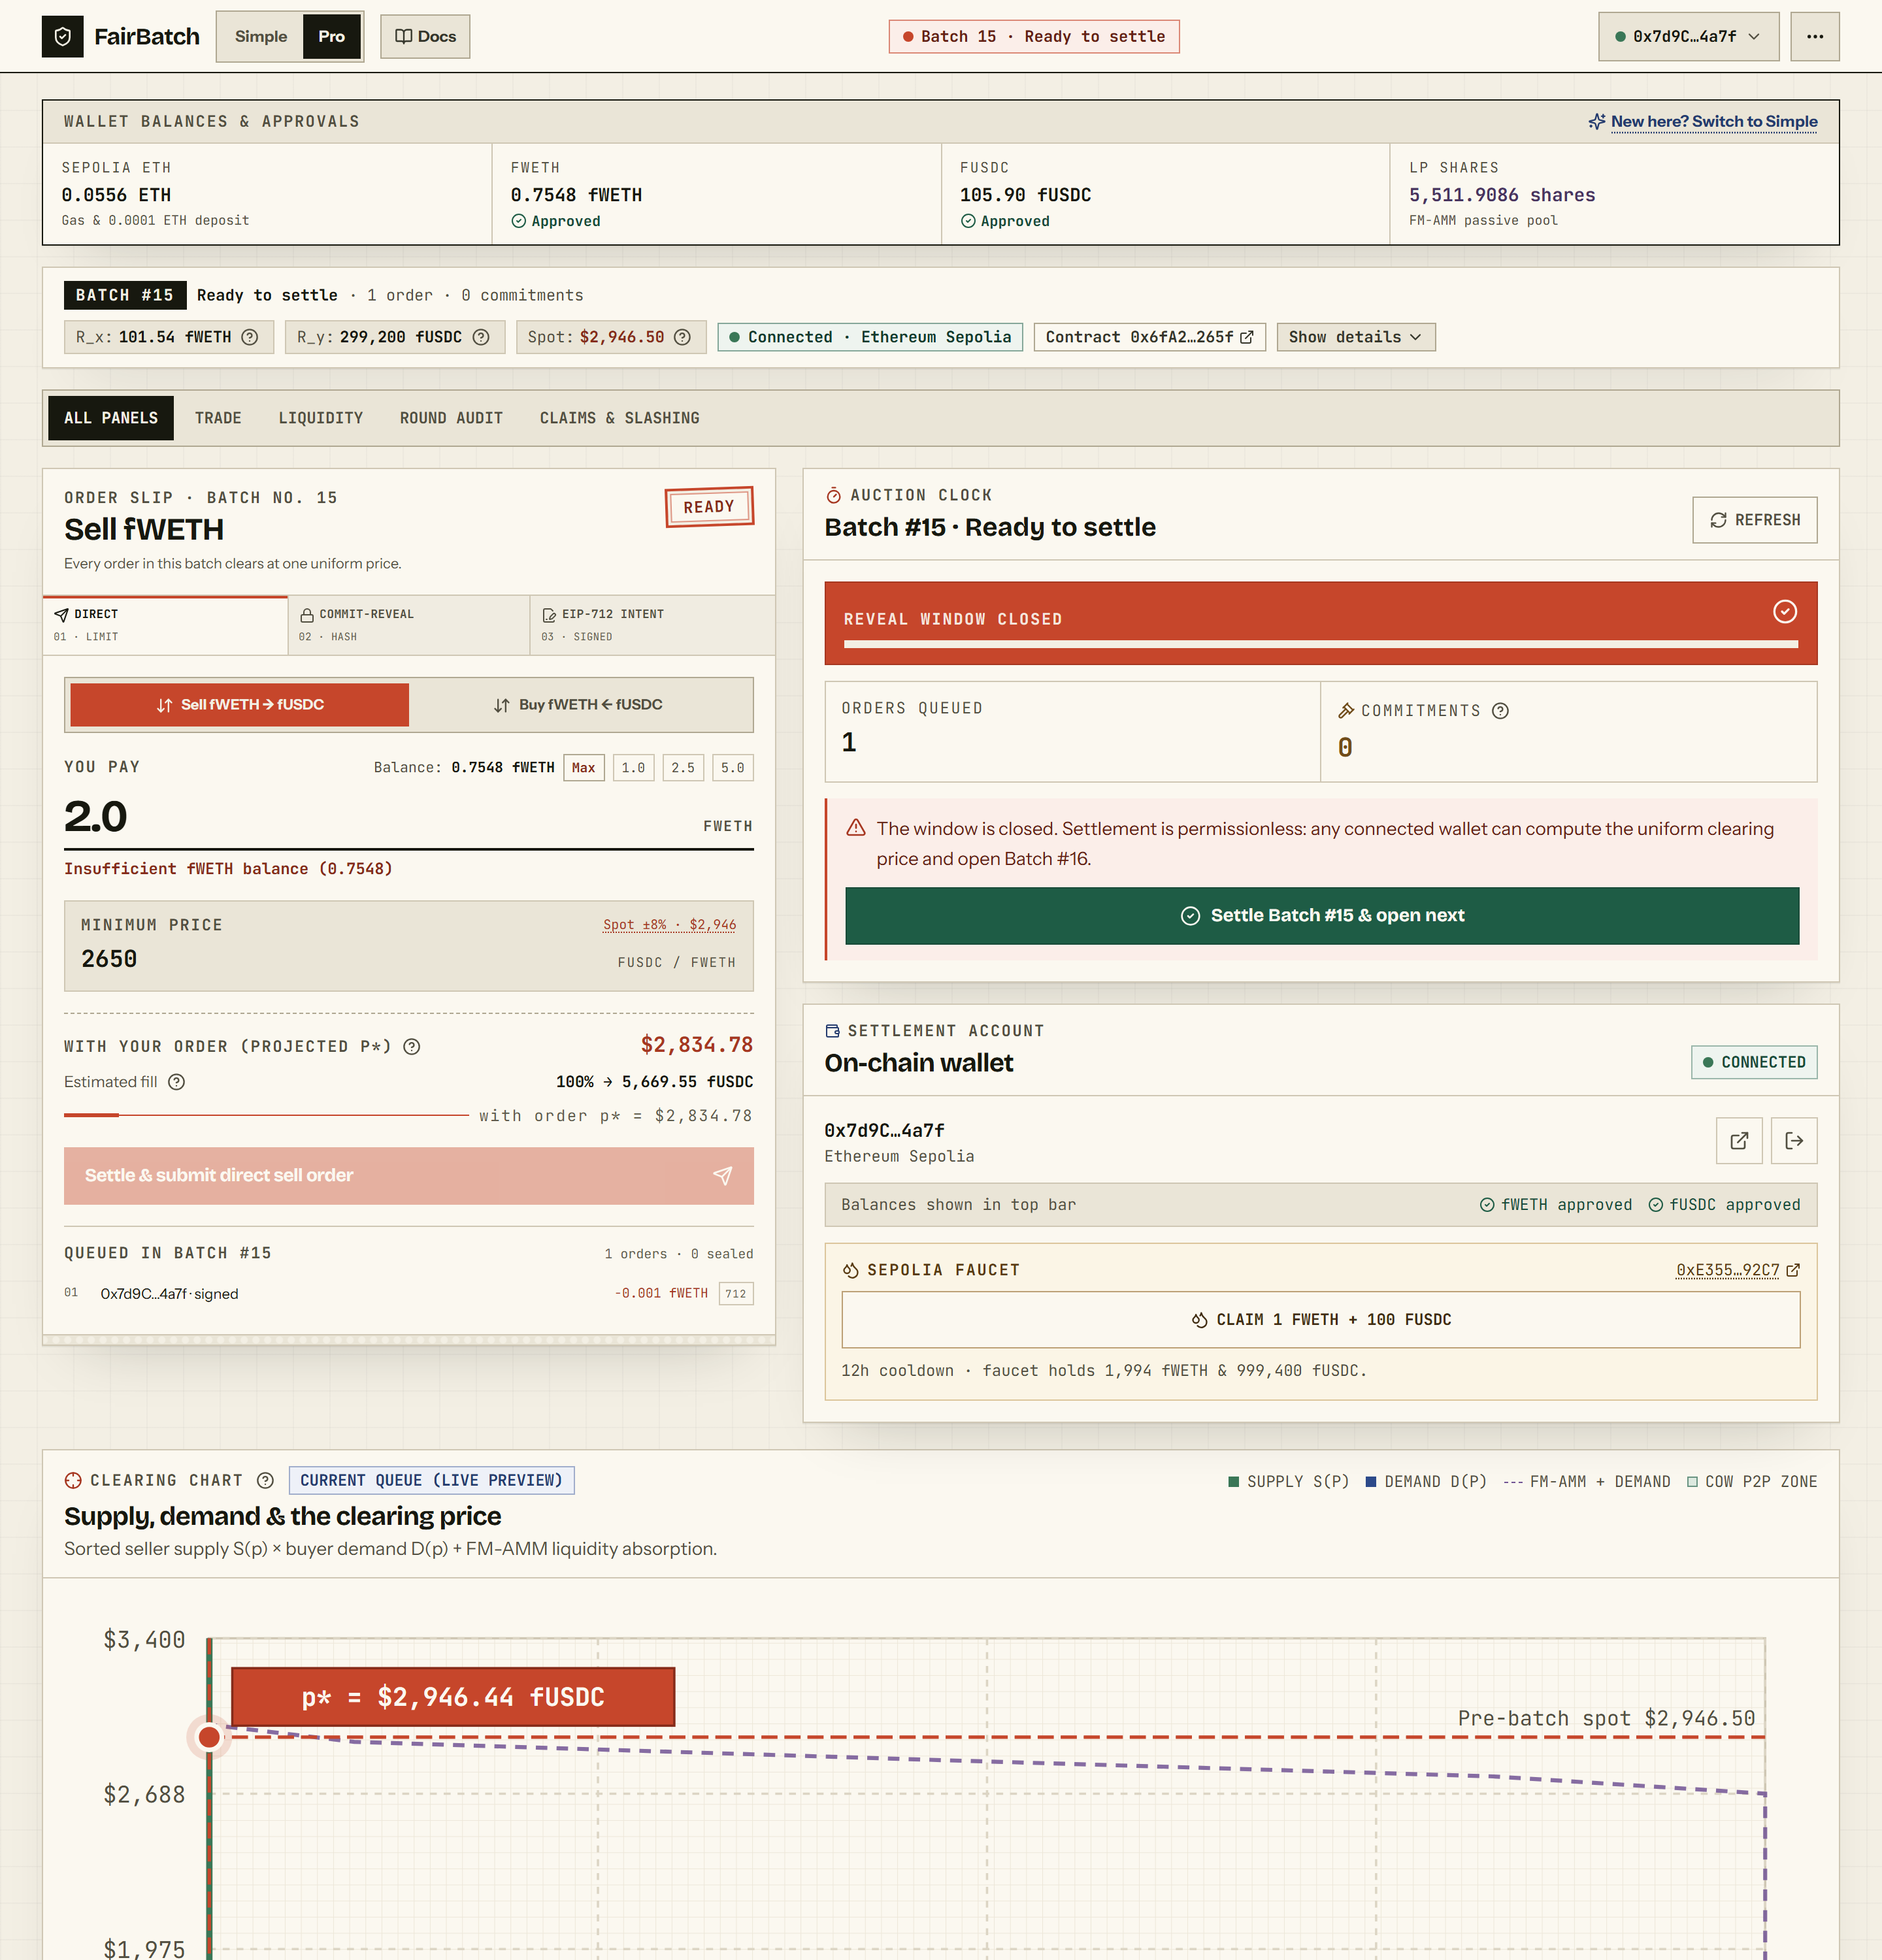 FairBatch
Simple
Pro
Docs
Batch 15 · Ready to settle
0x7d9C…4a7f
WALLET BALANCES & APPROVALS
New here? Switch to Simple
SEPOLIA ETH
0.0556 ETH
Gas & 0.0001 ETH deposit
FWETH
0.7548 fWETH
Approved
FUSDC
105.90 fUSDC
Approved
LP SHARES
5,511.9086 shares
FM-AMM passive pool
BATCH #15 Ready to settle · 1 order · 0 commitments
R_x: 101.54 fWETH
R_y: 299,200 fUSDC
Spot: $2,946.50
Connected · Ethereum Sepolia
Contract 0x6fA2…265f
Show details
ALL PANELS
TRADE
LIQUIDITY
ROUND AUDIT
CLAIMS & SLASHING
ORDER SLIP · BATCH NO. 15
Sell fWETH
Every order in this batch clears at one uniform price.
READY
DIRECT
01 · LIMIT
COMMIT-REVEAL
02 · HASH
EIP-712 INTENT
03 · SIGNED
Sell fWETH → fUSDC
Buy fWETH ← fUSDC
YOU PAY
Balance: 0.7548 fWETH
Max
1.0
2.5
5.0
2.0
FWETH
Insufficient fWETH balance (0.7548)
MINIMUM PRICE
Spot ±8% · $2,946
2650
FUSDC / FWETH
WITH YOUR ORDER (PROJECTED P*)
$2,834.78
Estimated fill
100% → 5,669.55 fUSDC
with order p* = $2,834.78
Settle & submit direct sell order
QUEUED IN BATCH #15
1 orders · 0 sealed
01
0x7d9C…4a7f · signed
-0.001 fWETH
712
AUCTION CLOCK
Batch #15 · Ready to settle
REFRESH
REVEAL WINDOW CLOSED
ORDERS QUEUED
1
COMMITMENTS
0
The window is closed. Settlement is permissionless: any connected wallet can compute the uniform clearing
price and open Batch #16.
Settle Batch #15 & open next
SETTLEMENT ACCOUNT
On-chain wallet
CONNECTED
0x7d9C…4a7f
Ethereum Sepolia
Balances shown in top bar
fWETH approved
fUSDC approved
SEPOLIA FAUCET
0xE355…92C7
CLAIM 1 FWETH + 100 FUSDC
12h cooldown · faucet holds 1,994 fWETH & 999,400 fUSDC.
CLEARING CHART
CURRENT QUEUE (LIVE PREVIEW)
SUPPLY S(P)
DEMAND D(P)
FM-AMM + DEMAND
COW P2P ZONE
Supply, demand & the clearing price
Sorted seller supply S(p) × buyer demand D(p) + FM-AMM liquidity absorption.
$3,400
p* = $2,946.44 fUSDC
Pre-batch spot $2,946.50
$2,688
$1,975